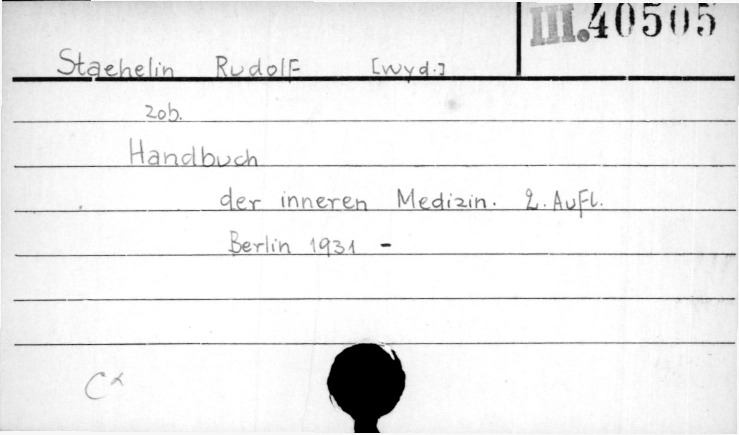 III.40505
Staehelin Rudolf [wyd.]
zob.
Handbuch
der inneren Medizin. 2. Aufl.
Berlin 1931 -